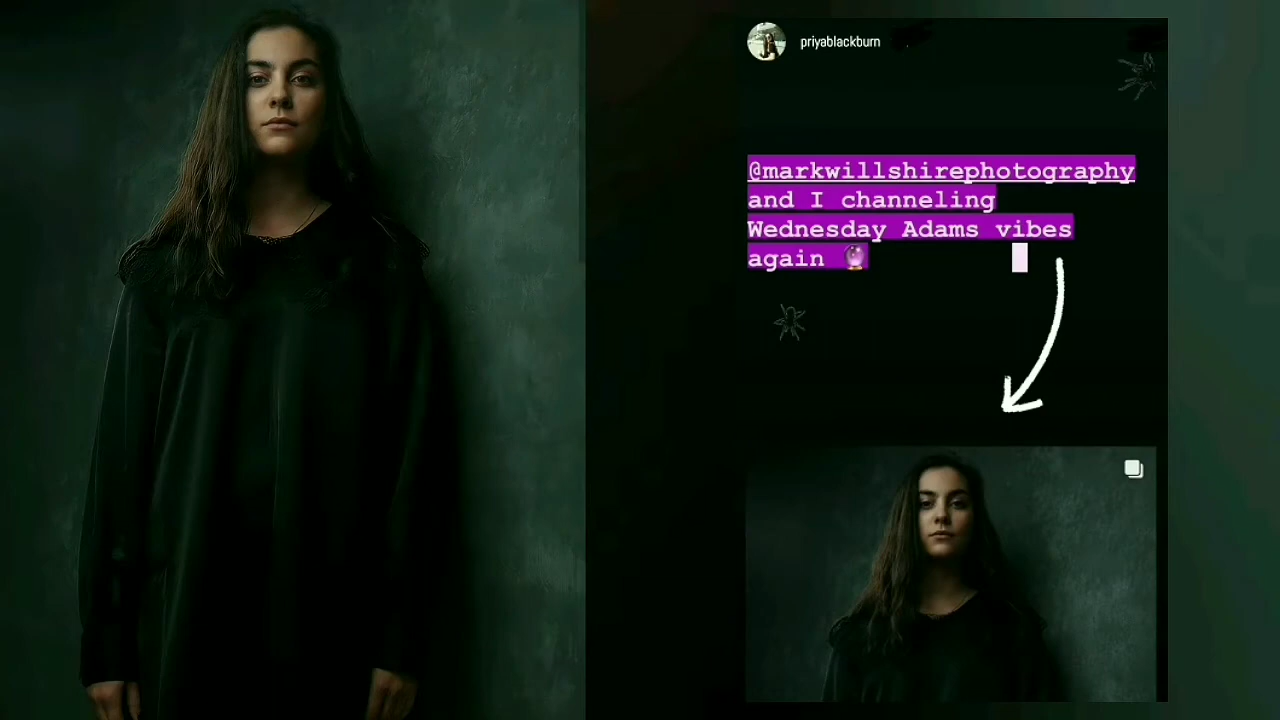 priyablackburn
@markwillshirephotography
and I channeling
Wednesday Adams vibes
again 🔮